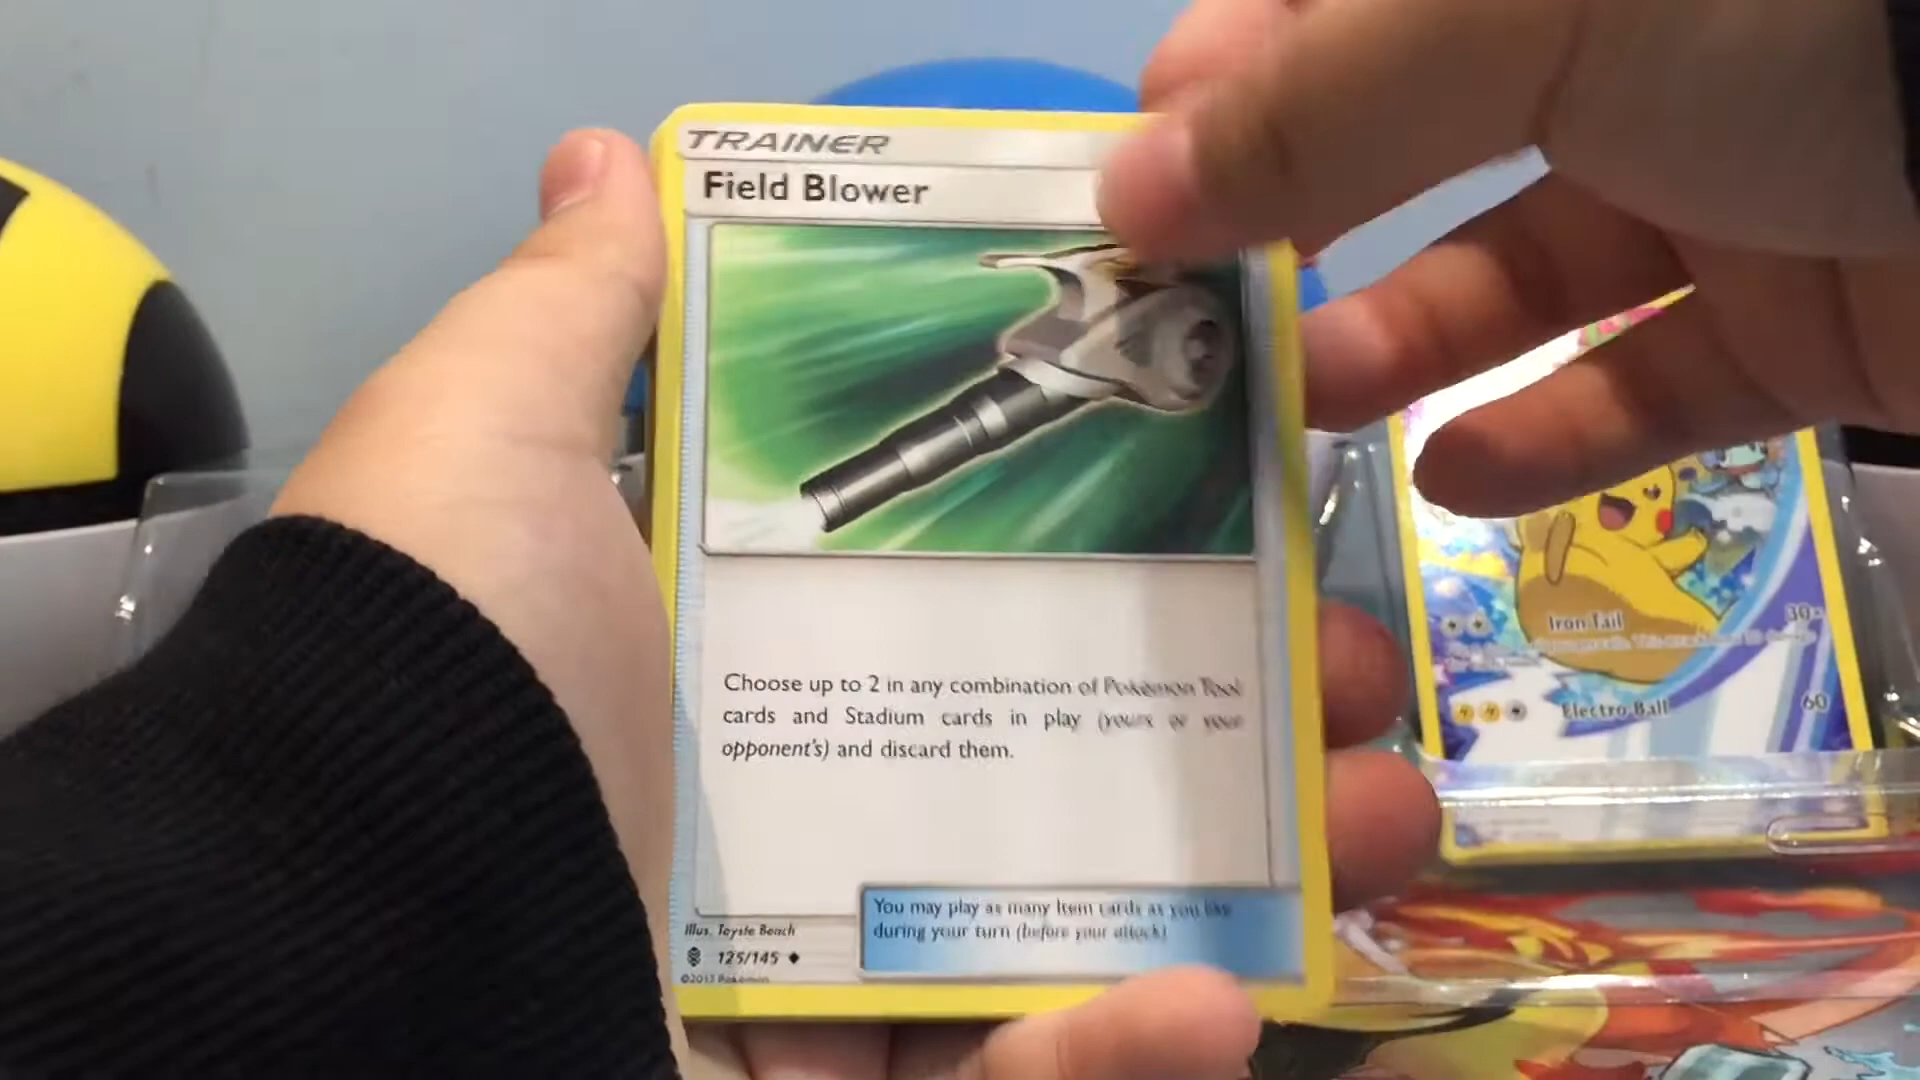 TRAINER
Field Blower
Choose up to 2 in any combination of Pokémon Tool
cards and Stadium cards in play (yours or your
opponent's) and discard them.
You may play as many Item cards as you like
during your turn (before your attack).
Illus. Toyste Beach
125/145
©2017 Pokémon
Iron Tail
30×
Electro Ball
60